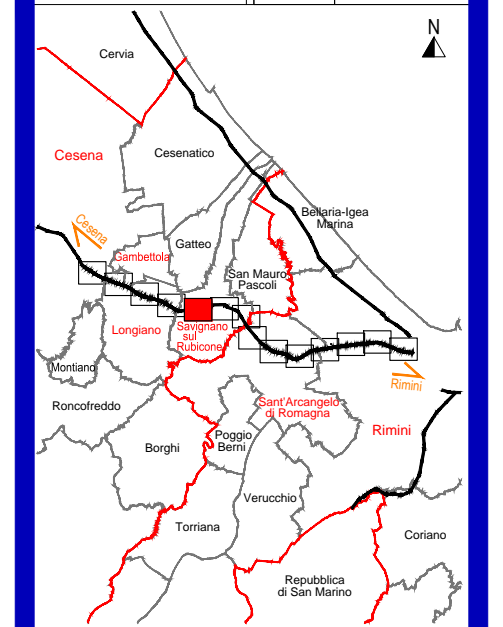 N
Cervia
Cesena
Cesenatico
Bellaria-Igea
Marina
Cesena
Gatteo
Gambettola
San Mauro
Pascoli
Longiano
Savignano
sul
Rubicone
Montiano
Rimini
Roncofreddo
Sant'Arcangelo
di Romagna
Rimini
Borghi
Poggio
Berni
Verucchio
Torriana
Coriano
Repubblica
di San Marino